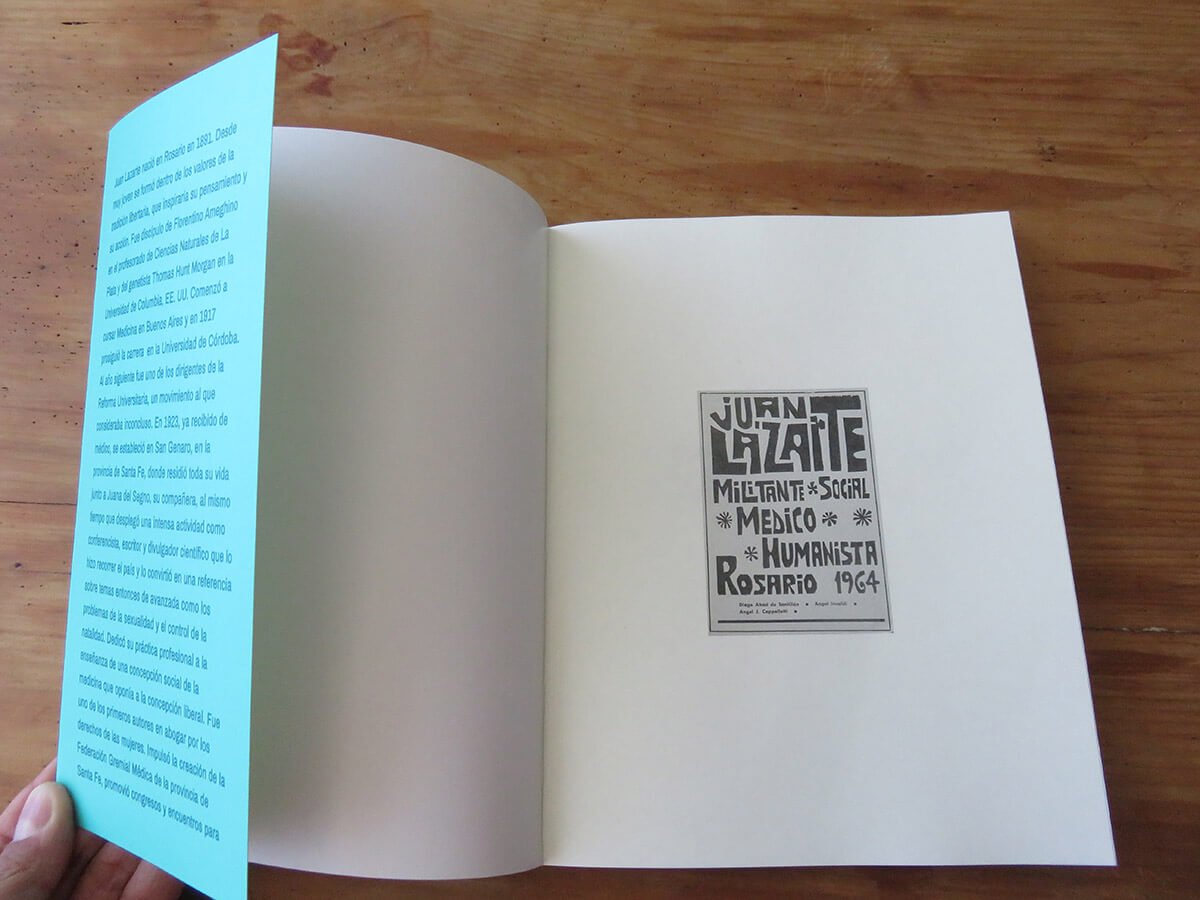 Juan Lazarte nació en Rosario en 1891. Desde
muy joven se formó dentro de los valores de la
tradición libertaria, que inspiraría su pensamiento y
su acción. Fue discípulo de Florentino Ameghino
en el profesorado de Ciencias Naturales de La
Plata y del genetista Thomas Hunt Morgan en la
Universidad de Columbia, EE. UU. Comenzó a
cursar Medicina en Buenos Aires y en 1917
prosiguió la carrera en la Universidad de Córdoba.
Al año siguiente fue uno de los dirigentes de la
Reforma Universitaria, un movimiento al que
consideraba inconcluso. En 1923, ya recibido de
médico, se estableció en San Genaro, en la
provincia de Santa Fe, donde residió toda su vida
junto a Juana del Segno, su compañera, al mismo
tiempo que desplegó una intensa actividad como
conferencista, escritor y divulgador científico que lo
hizo recorrer el país y lo convirtió en una referencia
sobre temas entonces de avanzada como los
problemas de la sexualidad y el control de la
natalidad. Dedicó su práctica profesional a la
enseñanza de una concepción social de la
medicina que oponía a la concepción liberal. Fue
uno de los primeros autores en abogar por los
derechos de las mujeres. Impulsó la creación de la
Federación Gremial Médica de la provincia de
Santa Fe, promovió congresos y encuentros para
JUAN
LAZARTE
MILITANTE * SOCIAL
* MEDICO * *
* HUMANISTA
ROSARIO 1964
Diego Abad de Santillán • Angel Invaldi •
Angel J. Cappelletti •